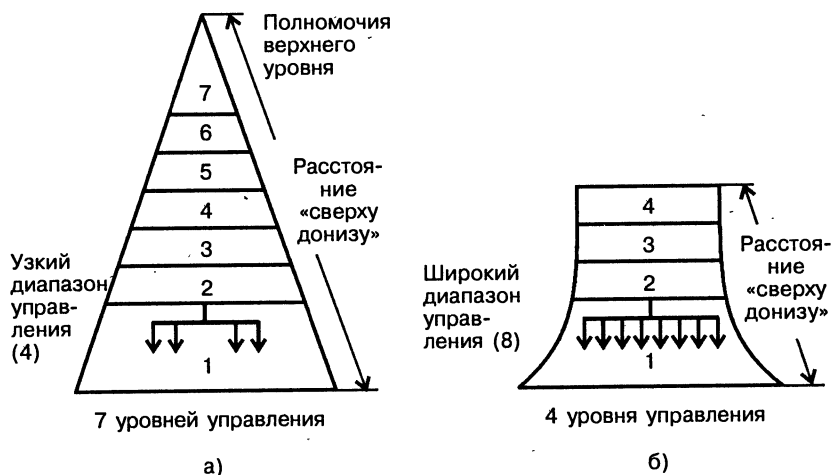 Полномочия
верхнего
уровня
7
6
5
4
3
2
1
Расстоя-
ние
«сверху
донизу»
Узкий
диапазон
управ-
ления
(4)
7 уровней управления
а)
4
3
2
1
Расстоя-
ние
«сверху
донизу»
Широкий
диапазон
управ-
ления (8)
4 уровня управления
б)